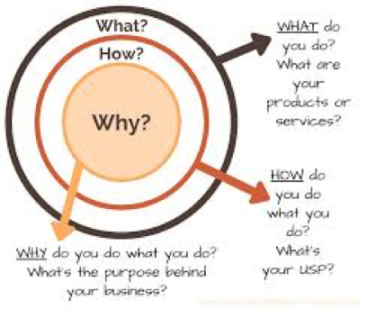 What?
How?
Why?
WHAT do
you do?
What are
your
products or
services?
HOW do
you do
what you
do?
What's
your USP?
WHY do you do what you do?
What's the purpose behind
your business?